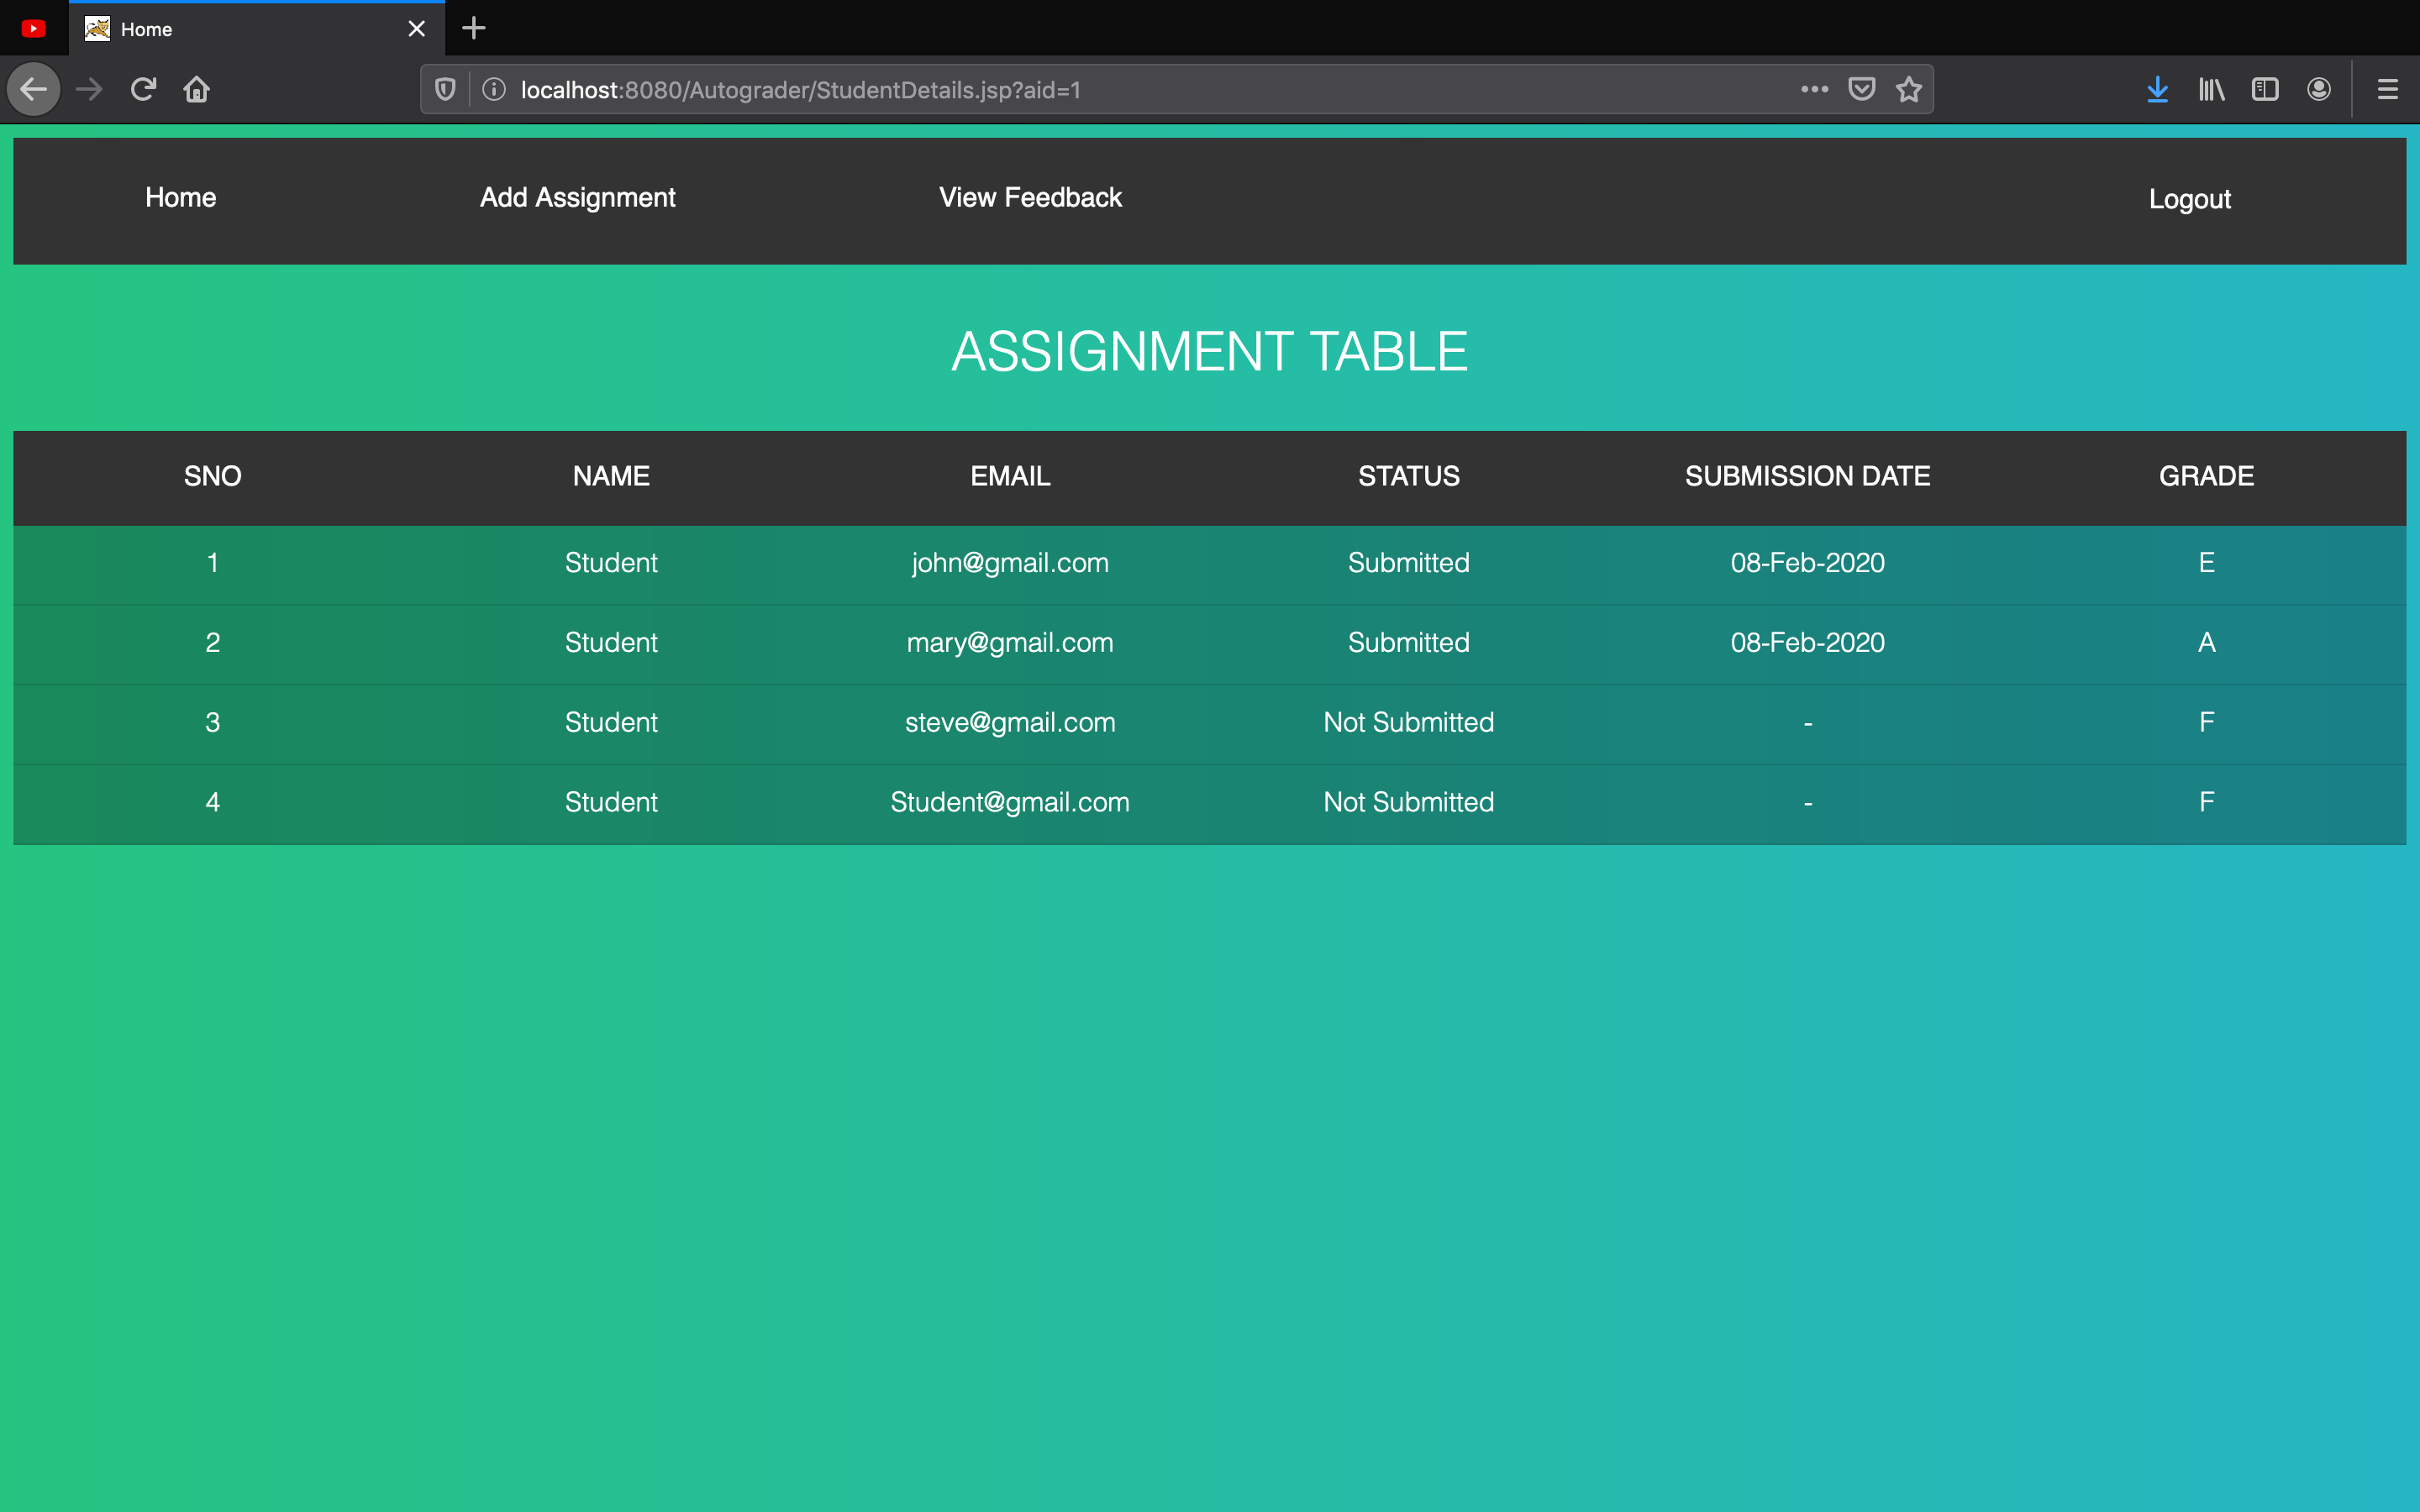 Home
localhost:8080/Autograder/StudentDetails.jsp?aid=1
Home Add Assignment View Feedback Logout
ASSIGNMENT TABLE
SNO NAME EMAIL STATUS SUBMISSION DATE GRADE
1 Student john@gmail.com Submitted 08-Feb-2020 E
2 Student mary@gmail.com Submitted 08-Feb-2020 A
3 Student steve@gmail.com Not Submitted - F
4 Student Student@gmail.com Not Submitted - F